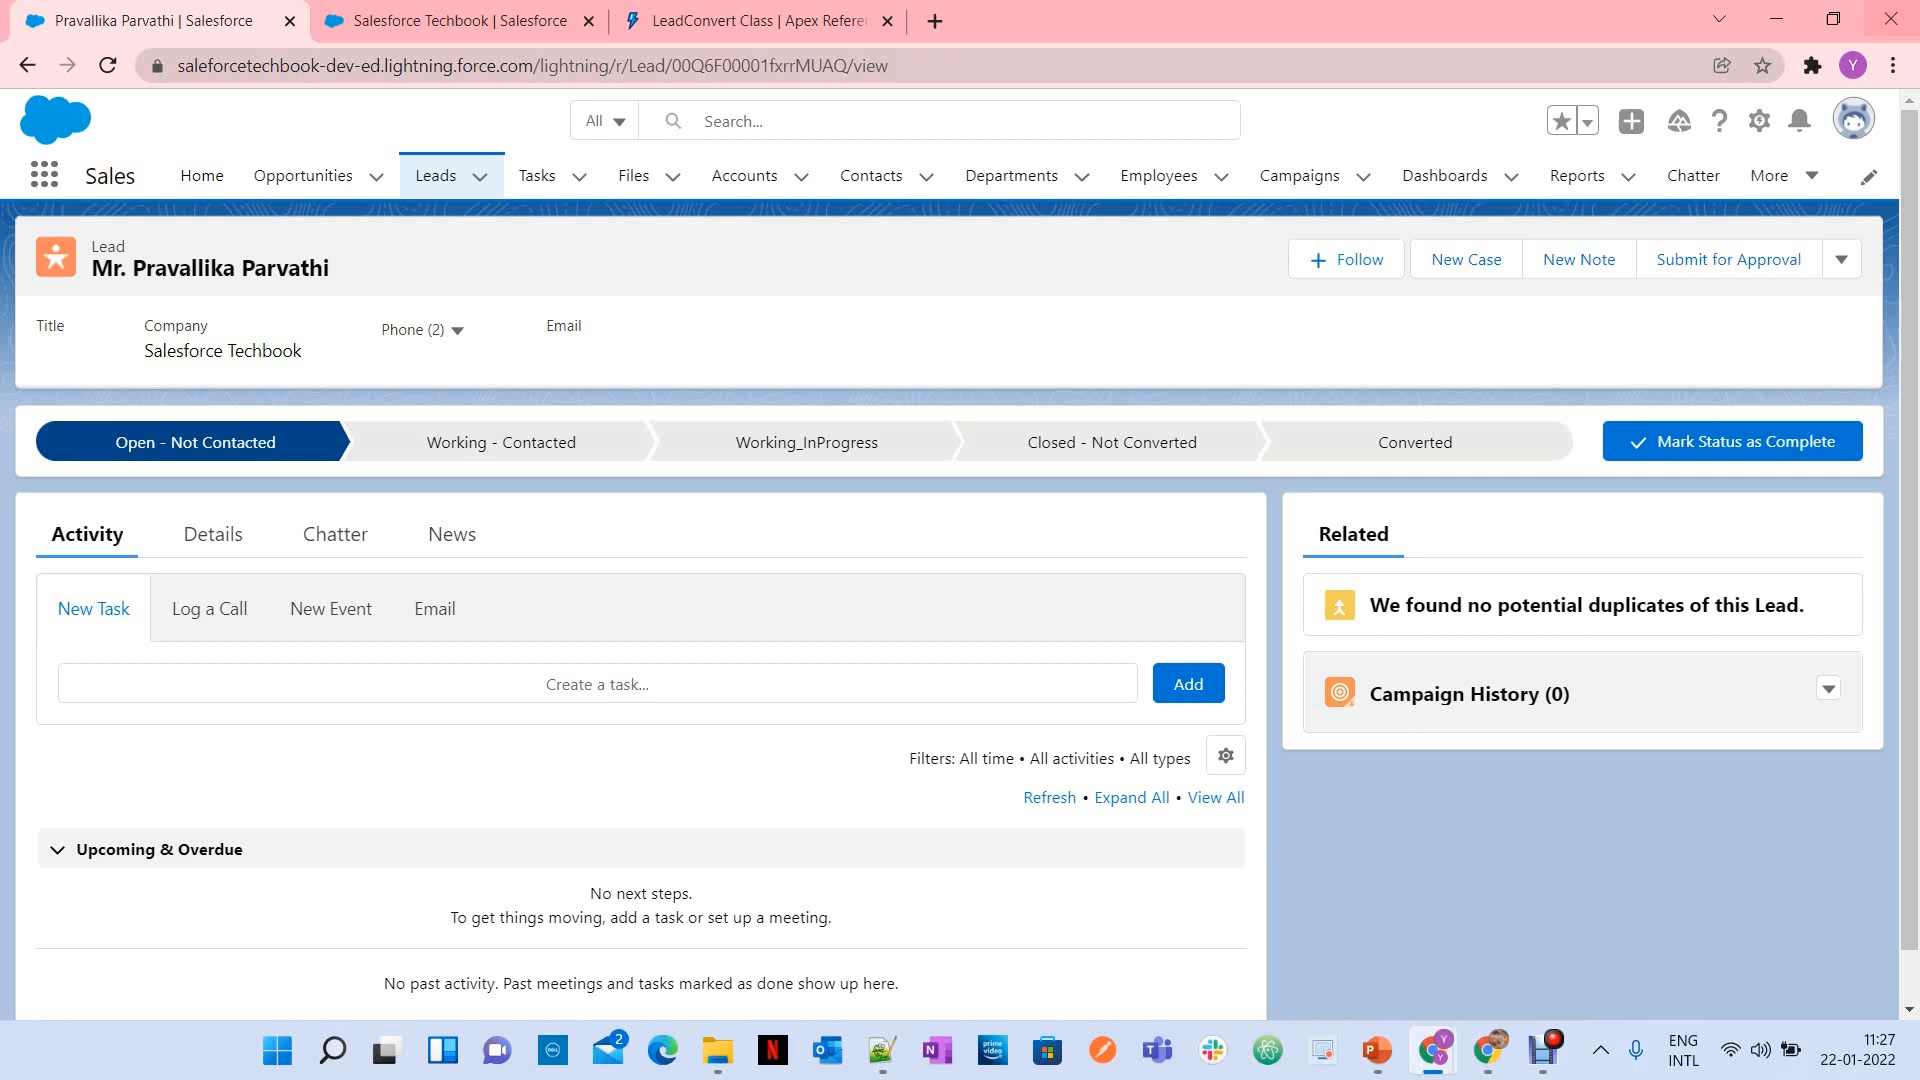 Pravallika Parvathi | Salesforce
Salesforce Techbook | Salesforce
LeadConvert Class | Apex Refere
saleforcetechbook-dev-ed.lightning.force.com/lightning/r/Lead/00Q6F00001fxrrMUAQ/view
Y
All
Search...
Sales
Home
Opportunities
Leads
Tasks
Files
Accounts
Contacts
Departments
Employees
Campaigns
Dashboards
Reports
Chatter
More
Lead
Mr. Pravallika Parvathi
Follow
New Case
New Note
Submit for Approval
Title
Company
Phone (2)
Email
Salesforce Techbook
Open - Not Contacted
Working - Contacted
Working_InProgress
Closed - Not Converted
Converted
Mark Status as Complete
Activity
Details
Chatter
News
Related
New Task
Log a Call
New Event
Email
We found no potential duplicates of this Lead.
Create a task...
Add
Campaign History (0)
Filters: All time • All activities • All types
Refresh • Expand All • View All
Upcoming & Overdue
No next steps.
To get things moving, add a task or set up a meeting.
No past activity. Past meetings and tasks marked as done show up here.
2
ENG
INTL
11:27
22-01-2022